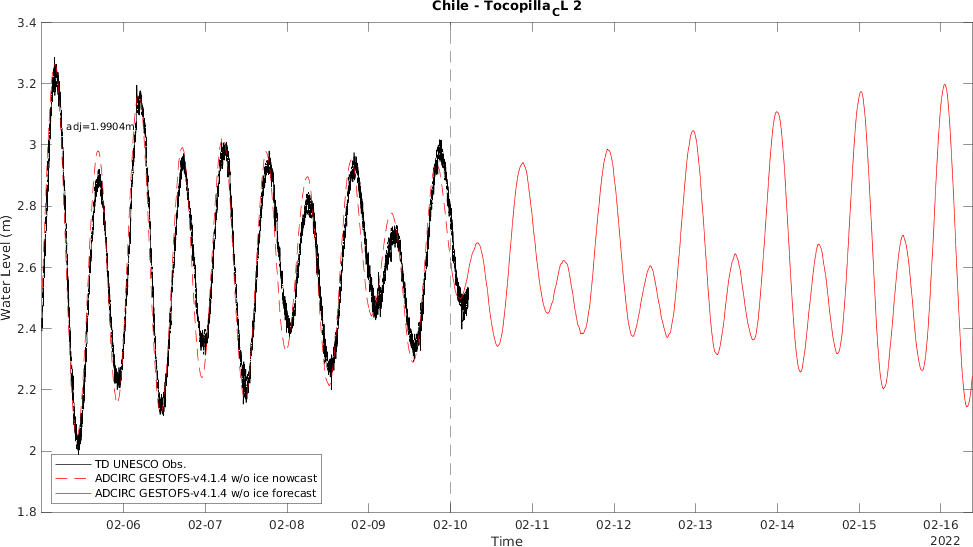 Chile - Tocopilla_CL 2
3.4
3.2
3
2.8
2.6
2.4
2.2
2
1.8
Water Level (m)
adj=1.9904m
TD UNESCO Obs.
ADCIRC GESTOFS-v4.1.4 w/o ice nowcast
ADCIRC GESTOFS-v4.1.4 w/o ice forecast
02-06 02-07 02-08 02-09 02-10 02-11 02-12 02-13 02-14 02-15 02-16
Time
2022